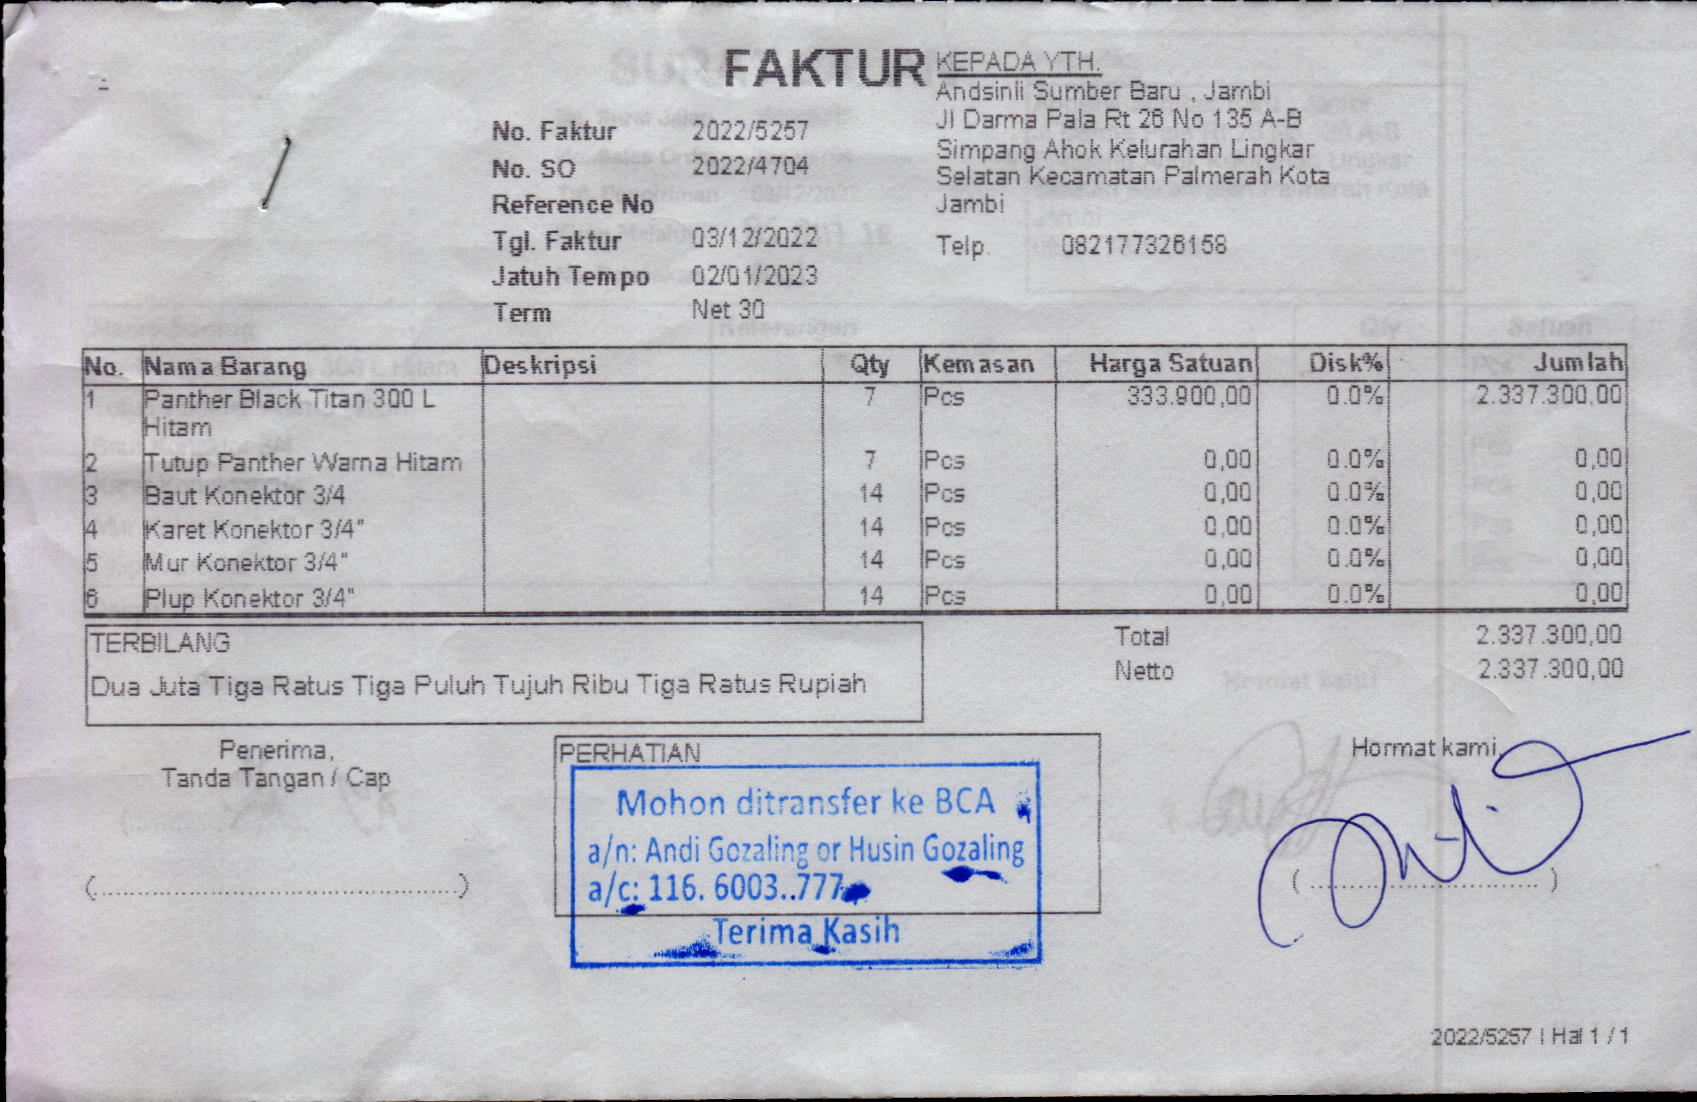 FAKTUR
No. Faktur 2022/5257
No. SO 2022/4704
Reference No
Tgl. Faktur 03/12/2022
Jatuh Tempo 02/01/2023
Term Net 30
KEPADA YTH.
Andsinli Sumber Baru , Jambi
Jl Darma Pala Rt 26 No 135 A-B
Simpang Ahok Kelurahan Lingkar
Selatan Kecamatan Palmerah Kota
Jambi
Telp. 082177326158
No. Nama Barang Deskripsi Qty Kemasan Harga Satuan Disk% Jumlah
1 Panther Black Titan 300 L 7 Pcs 333.900,00 0.0% 2.337.300,00
Hitam
2 Tutup Panther Warna Hitam 7 Pcs 0,00 0.0% 0,00
3 Baut Konektor 3/4 14 Pcs 0,00 0.0% 0,00
4 Karet Konektor 3/4" 14 Pcs 0,00 0.0% 0,00
5 Mur Konektor 3/4" 14 Pcs 0,00 0.0% 0,00
6 Plup Konektor 3/4" 14 Pcs 0,00 0.0% 0,00
TERBILANG
Dua Juta Tiga Ratus Tiga Puluh Tujuh Ribu Tiga Ratus Rupiah
Total 2.337.300,00
Netto 2.337.300,00
Penerima,
Tanda Tangan / Cap
(..........................................................)
PERHATIAN
Mohon ditransfer ke BCA
a/n: Andi Gozaling or Husin Gozaling
a/c: 116. 6003..777
Terima Kasih
Hormat kami,
( .................................... )
2022/5257 | Hal 1 / 1